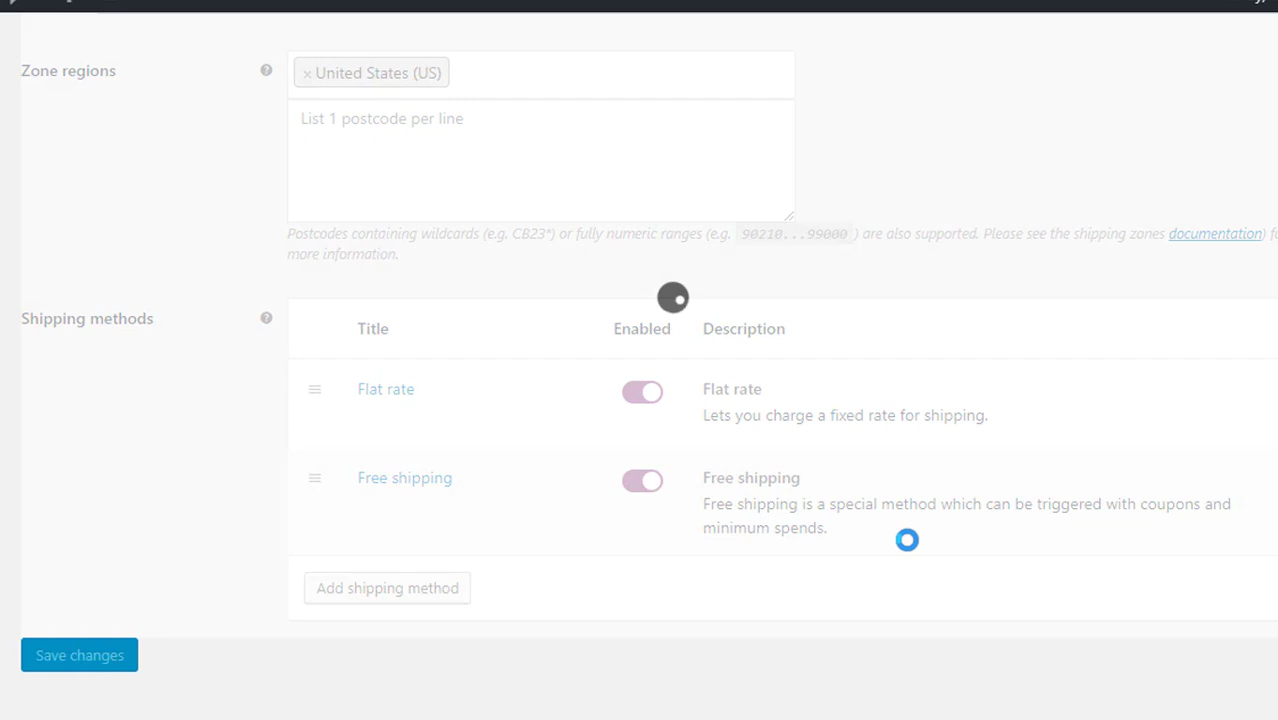 Zone regions
× United States (US)
List 1 postcode per line
Postcodes containing wildcards (e.g. CB23*) or fully numeric ranges (e.g. 90210...99000 ) are also supported. Please see the shipping zones documentation)
more information.
Shipping methods
Title Enabled Description
Flat rate Flat rate
Lets you charge a fixed rate for shipping.
Free shipping Free shipping
Free shipping is a special method which can be triggered with coupons and
minimum spends.
Add shipping method
Save changes